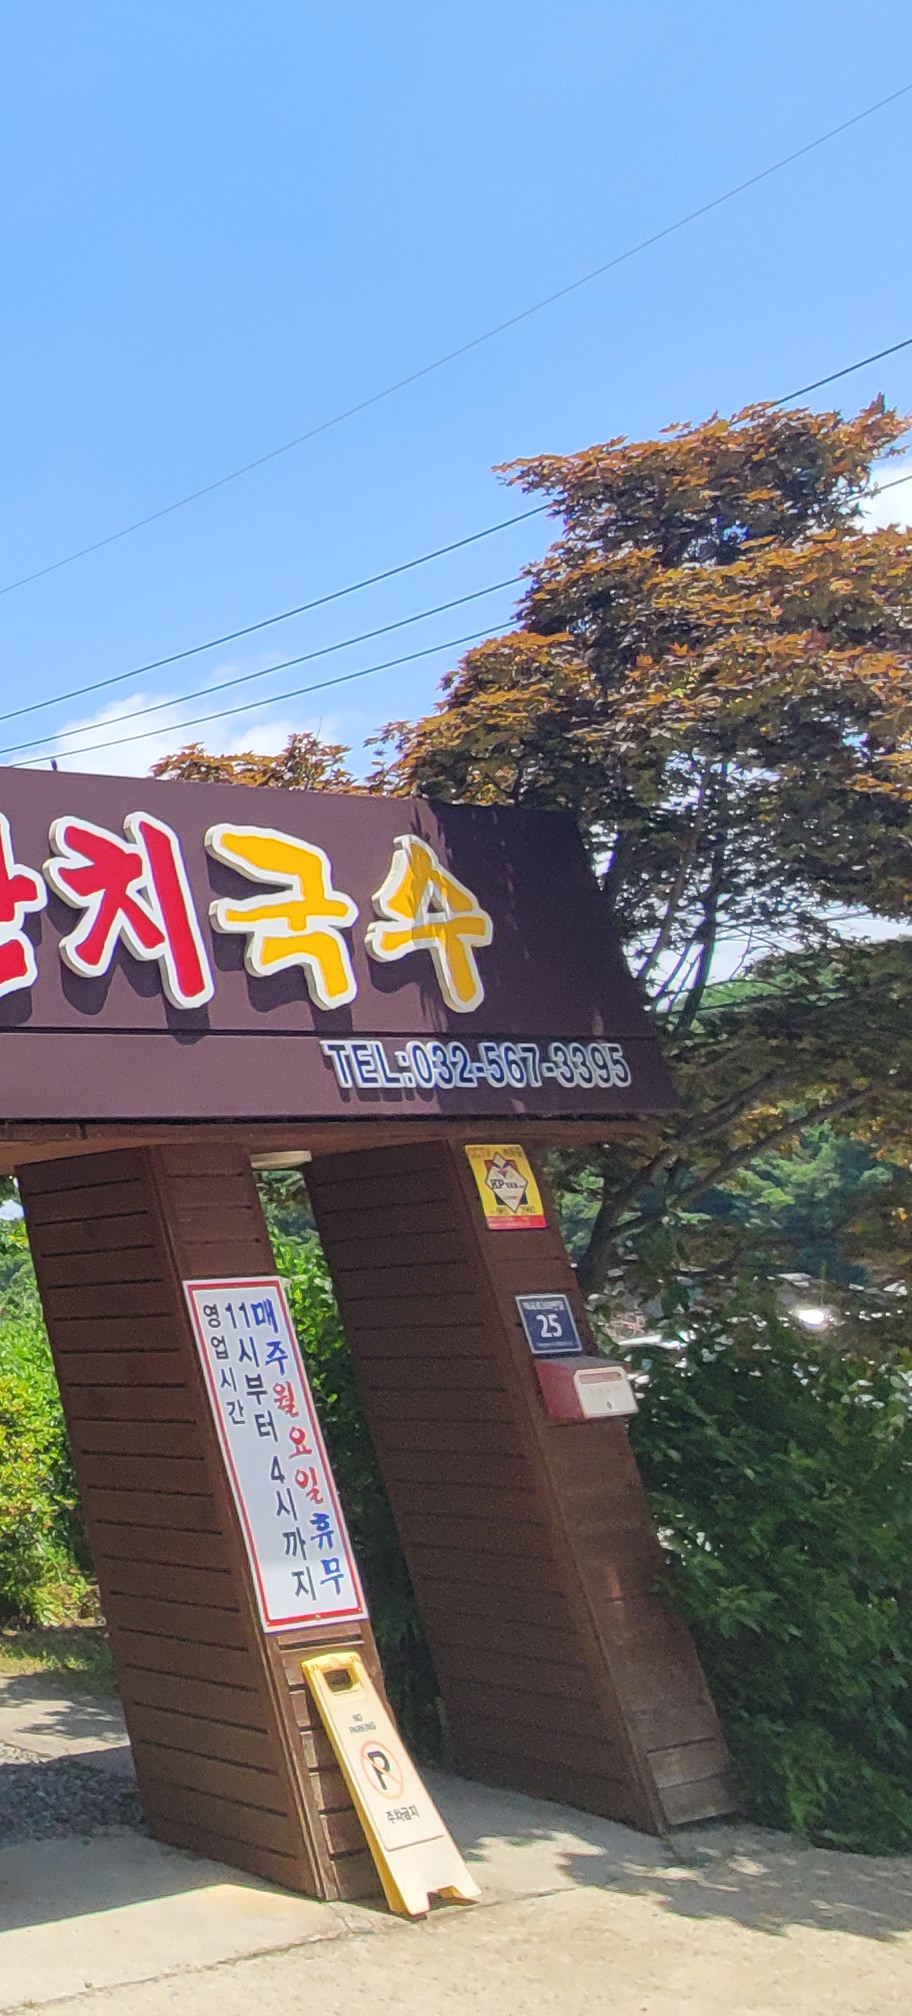 치국수
TEL:032-567-3395
25
매주월요일휴무
11시부터 4시까지
영업시간
NO
PARKING
P
주차금지